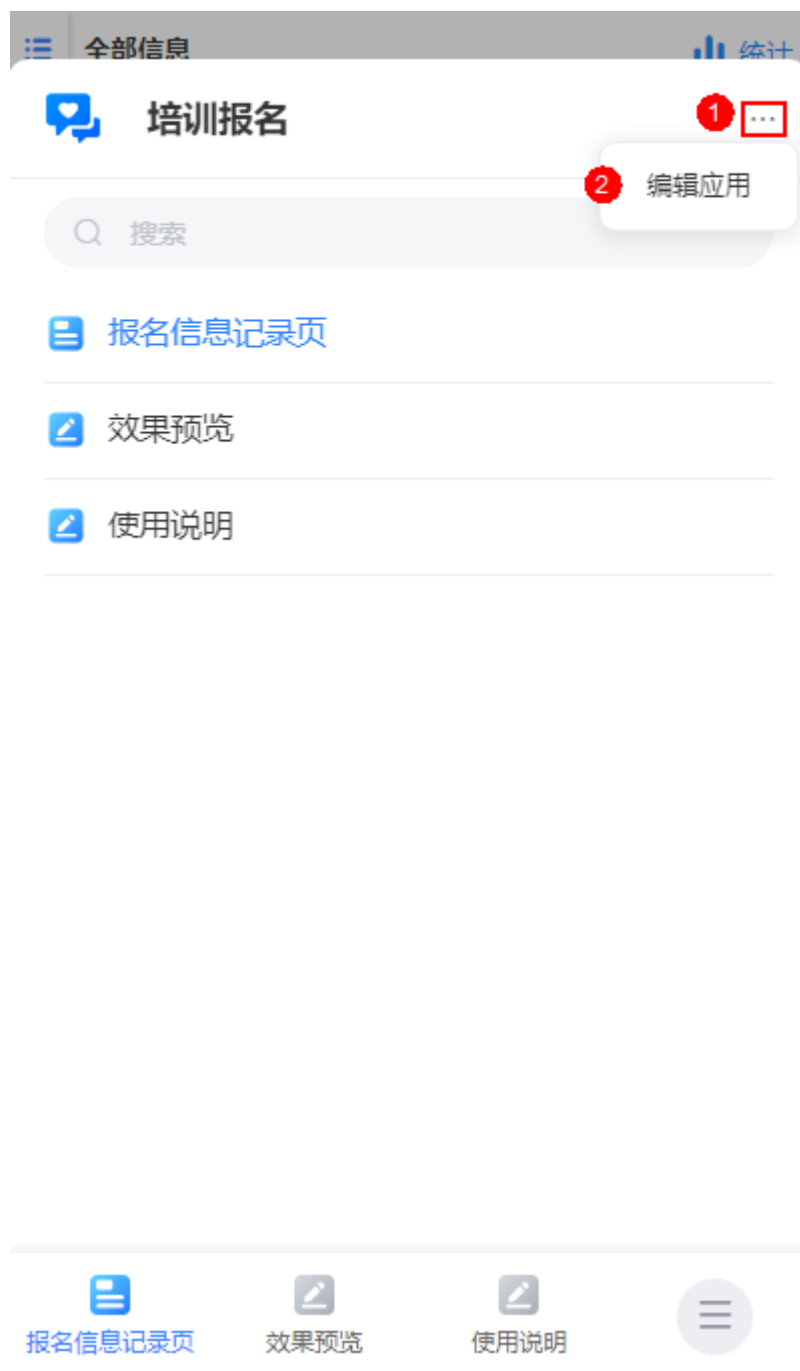 全部信息 统计
培训报名 1 ...
2 编辑应用
搜索
报名信息记录页
效果预览
使用说明
报名信息记录页 效果预览 使用说明